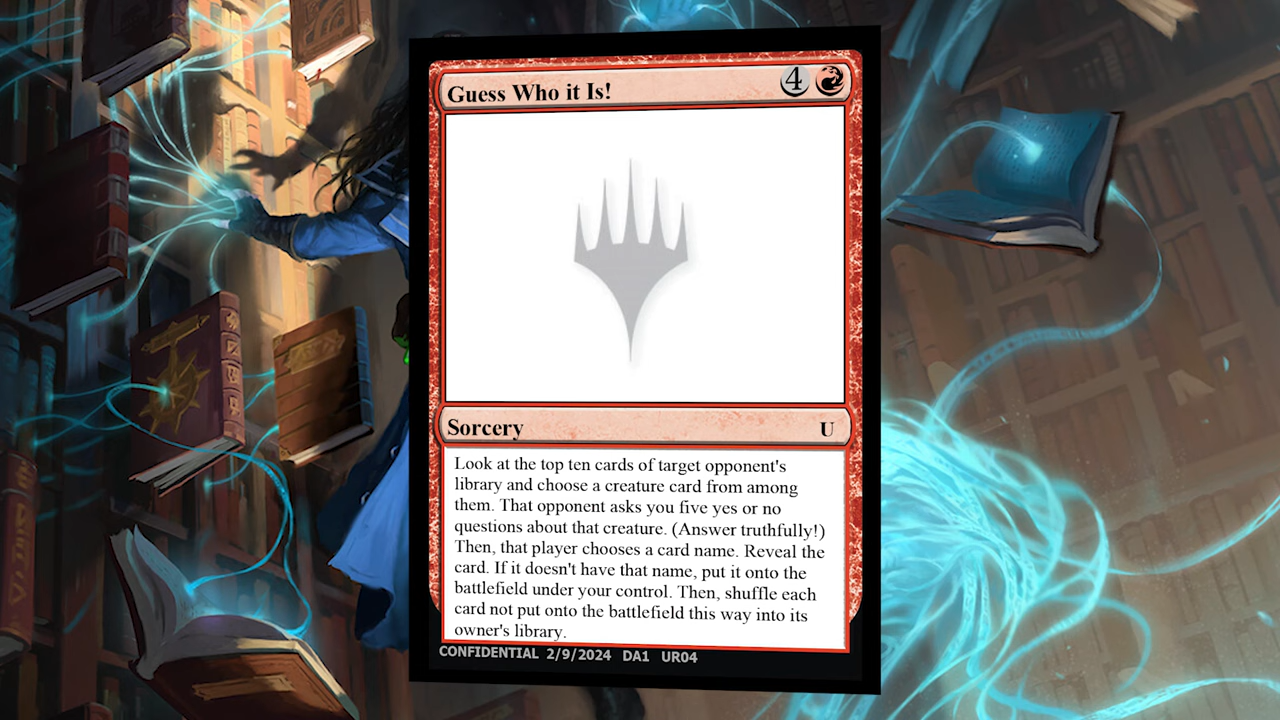 Guess Who it Is!
4
Sorcery
U
Look at the top ten cards of target opponent's
library and choose a creature card from among
them. That opponent asks you five yes or no
questions about that creature. (Answer truthfully!)
Then, that player chooses a card name. Reveal the
card. If it doesn't have that name, put it onto the
battlefield under your control. Then, shuffle each
card not put onto the battlefield this way into its
owner's library.
CONFIDENTIAL 2/9/2024 DA1 UR04